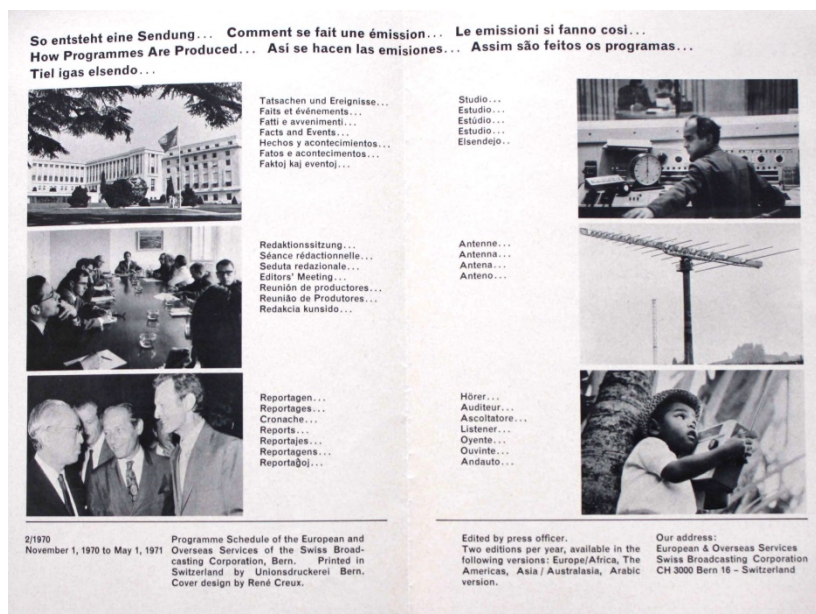 So entsteht eine Sendung... Comment se fait une émission... Le emissioni si fanno così...
How Programmes Are Produced... Asi se hacen las emisiones... Assim são feitos os programas...
Tiel igas elsendo...
Tatsachen und Ereignisse...
Faits et événements...
Fatti e avvenimenti...
Facts and Events...
Hechos y acontecimientos...
Fatos e acontecimentos...
Faktoj kaj eventoj...
Studio...
Estudio...
Estúdio...
Estudio...
Elsendejo..
Redaktionssitzung...
Séance rédactionnelle...
Seduta redazionale...
Editors' Meeting...
Reunión de productores...
Reunião de Produtores...
Redakcia kunsido...
Antenne...
Antenna...
Antena...
Anteno...
Reportagen...
Reportages...
Cronache...
Reports...
Reportajes...
Reportagens...
Reportaĝoj...
Hörer...
Auditeur...
Ascoltatore...
Listener...
Oyente...
Ouvinte...
Andauto...
2/1970
November 1, 1970 to May 1, 1971
Programme Schedule of the European and
Overseas Services of the Swiss Broad-
casting Corporation, Bern. Printed in
Switzerland by Unionsdruckerei Bern.
Cover design by René Creux.
Edited by press officer.
Two editions per year, available in the
following versions: Europe/Africa, The
Americas, Asia / Australasia, Arabic
version.
Our address:
European & Overseas Services
Swiss Broadcasting Corporation
CH 3000 Bern 16 – Switzerland